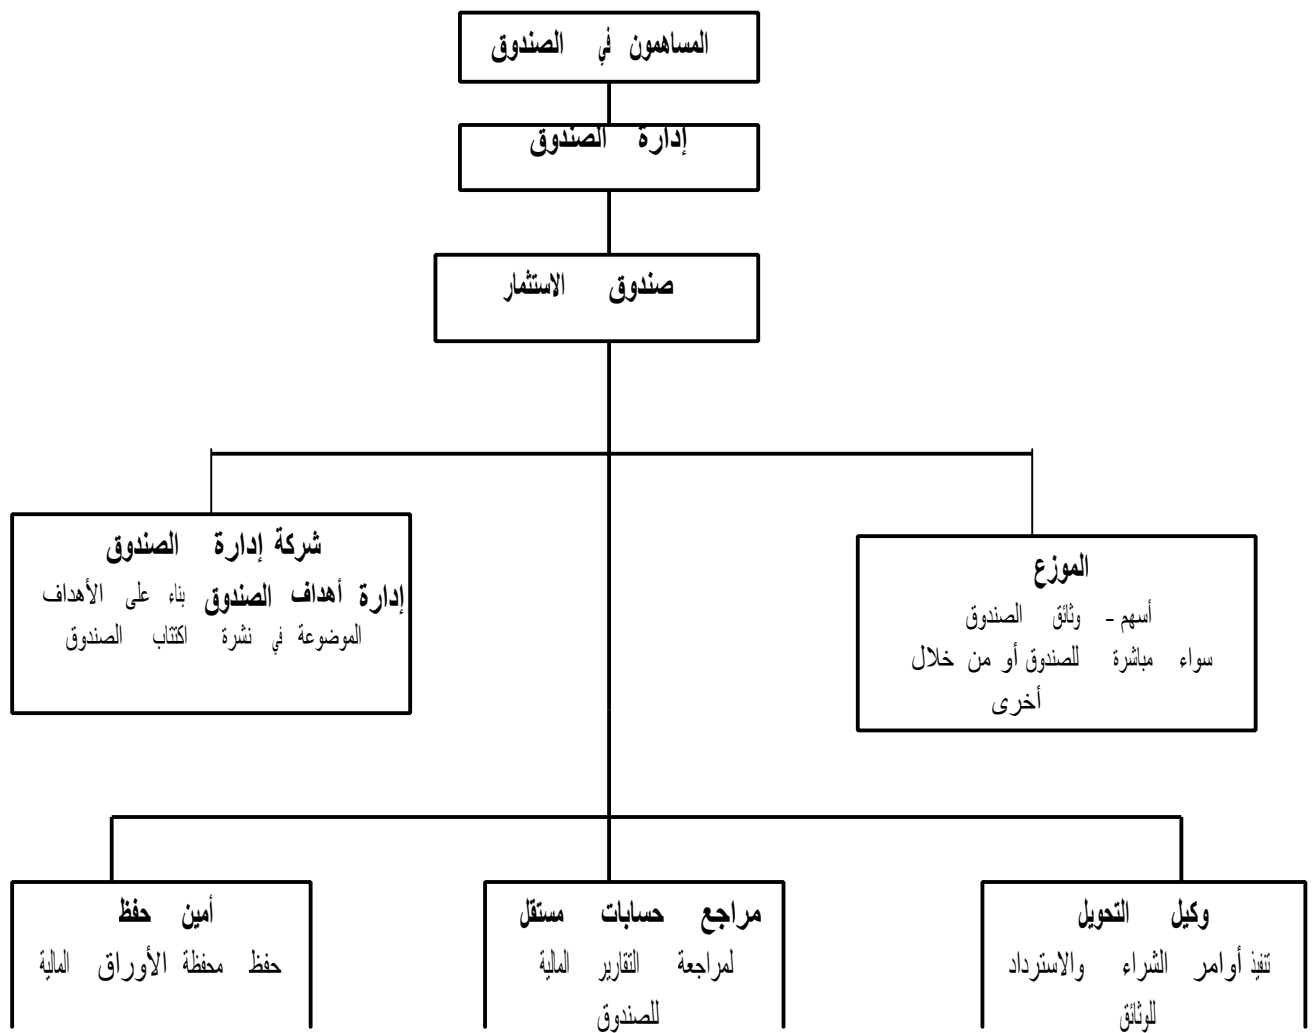 المساهمون في الصندوق
إدارة الصندوق
صندوق الاستثمار
الموزع
أسهم - وثائق الصندوق
سواء مباشرة للصندوق أو من خلال
أخرى
شركة إدارة الصندوق
إدارة أهداف الصندوق بناء على الأهداف
الموضوعة في نشرة اكتتاب الصندوق
وكيل التحويل
تنفيذ أوامر الشراء والاسترداد
للوثائق
مراجع حسابات مستقل
لمراجعة التقارير المالية
للصندوق
أمين حفظ
حفظ محفظة الأوراق المالية